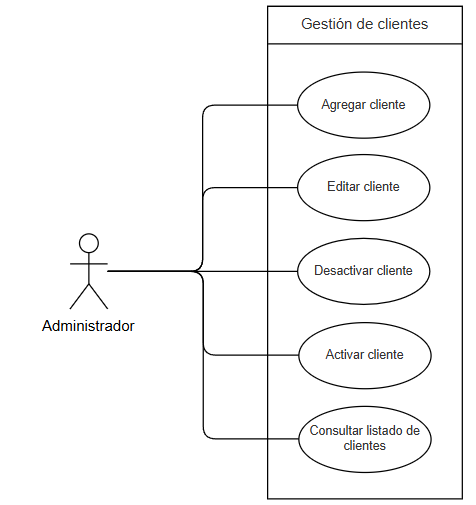 Gestión de clientes
Agregar cliente
Editar cliente
Desactivar cliente
Activar cliente
Consultar listado de
clientes
Administrador